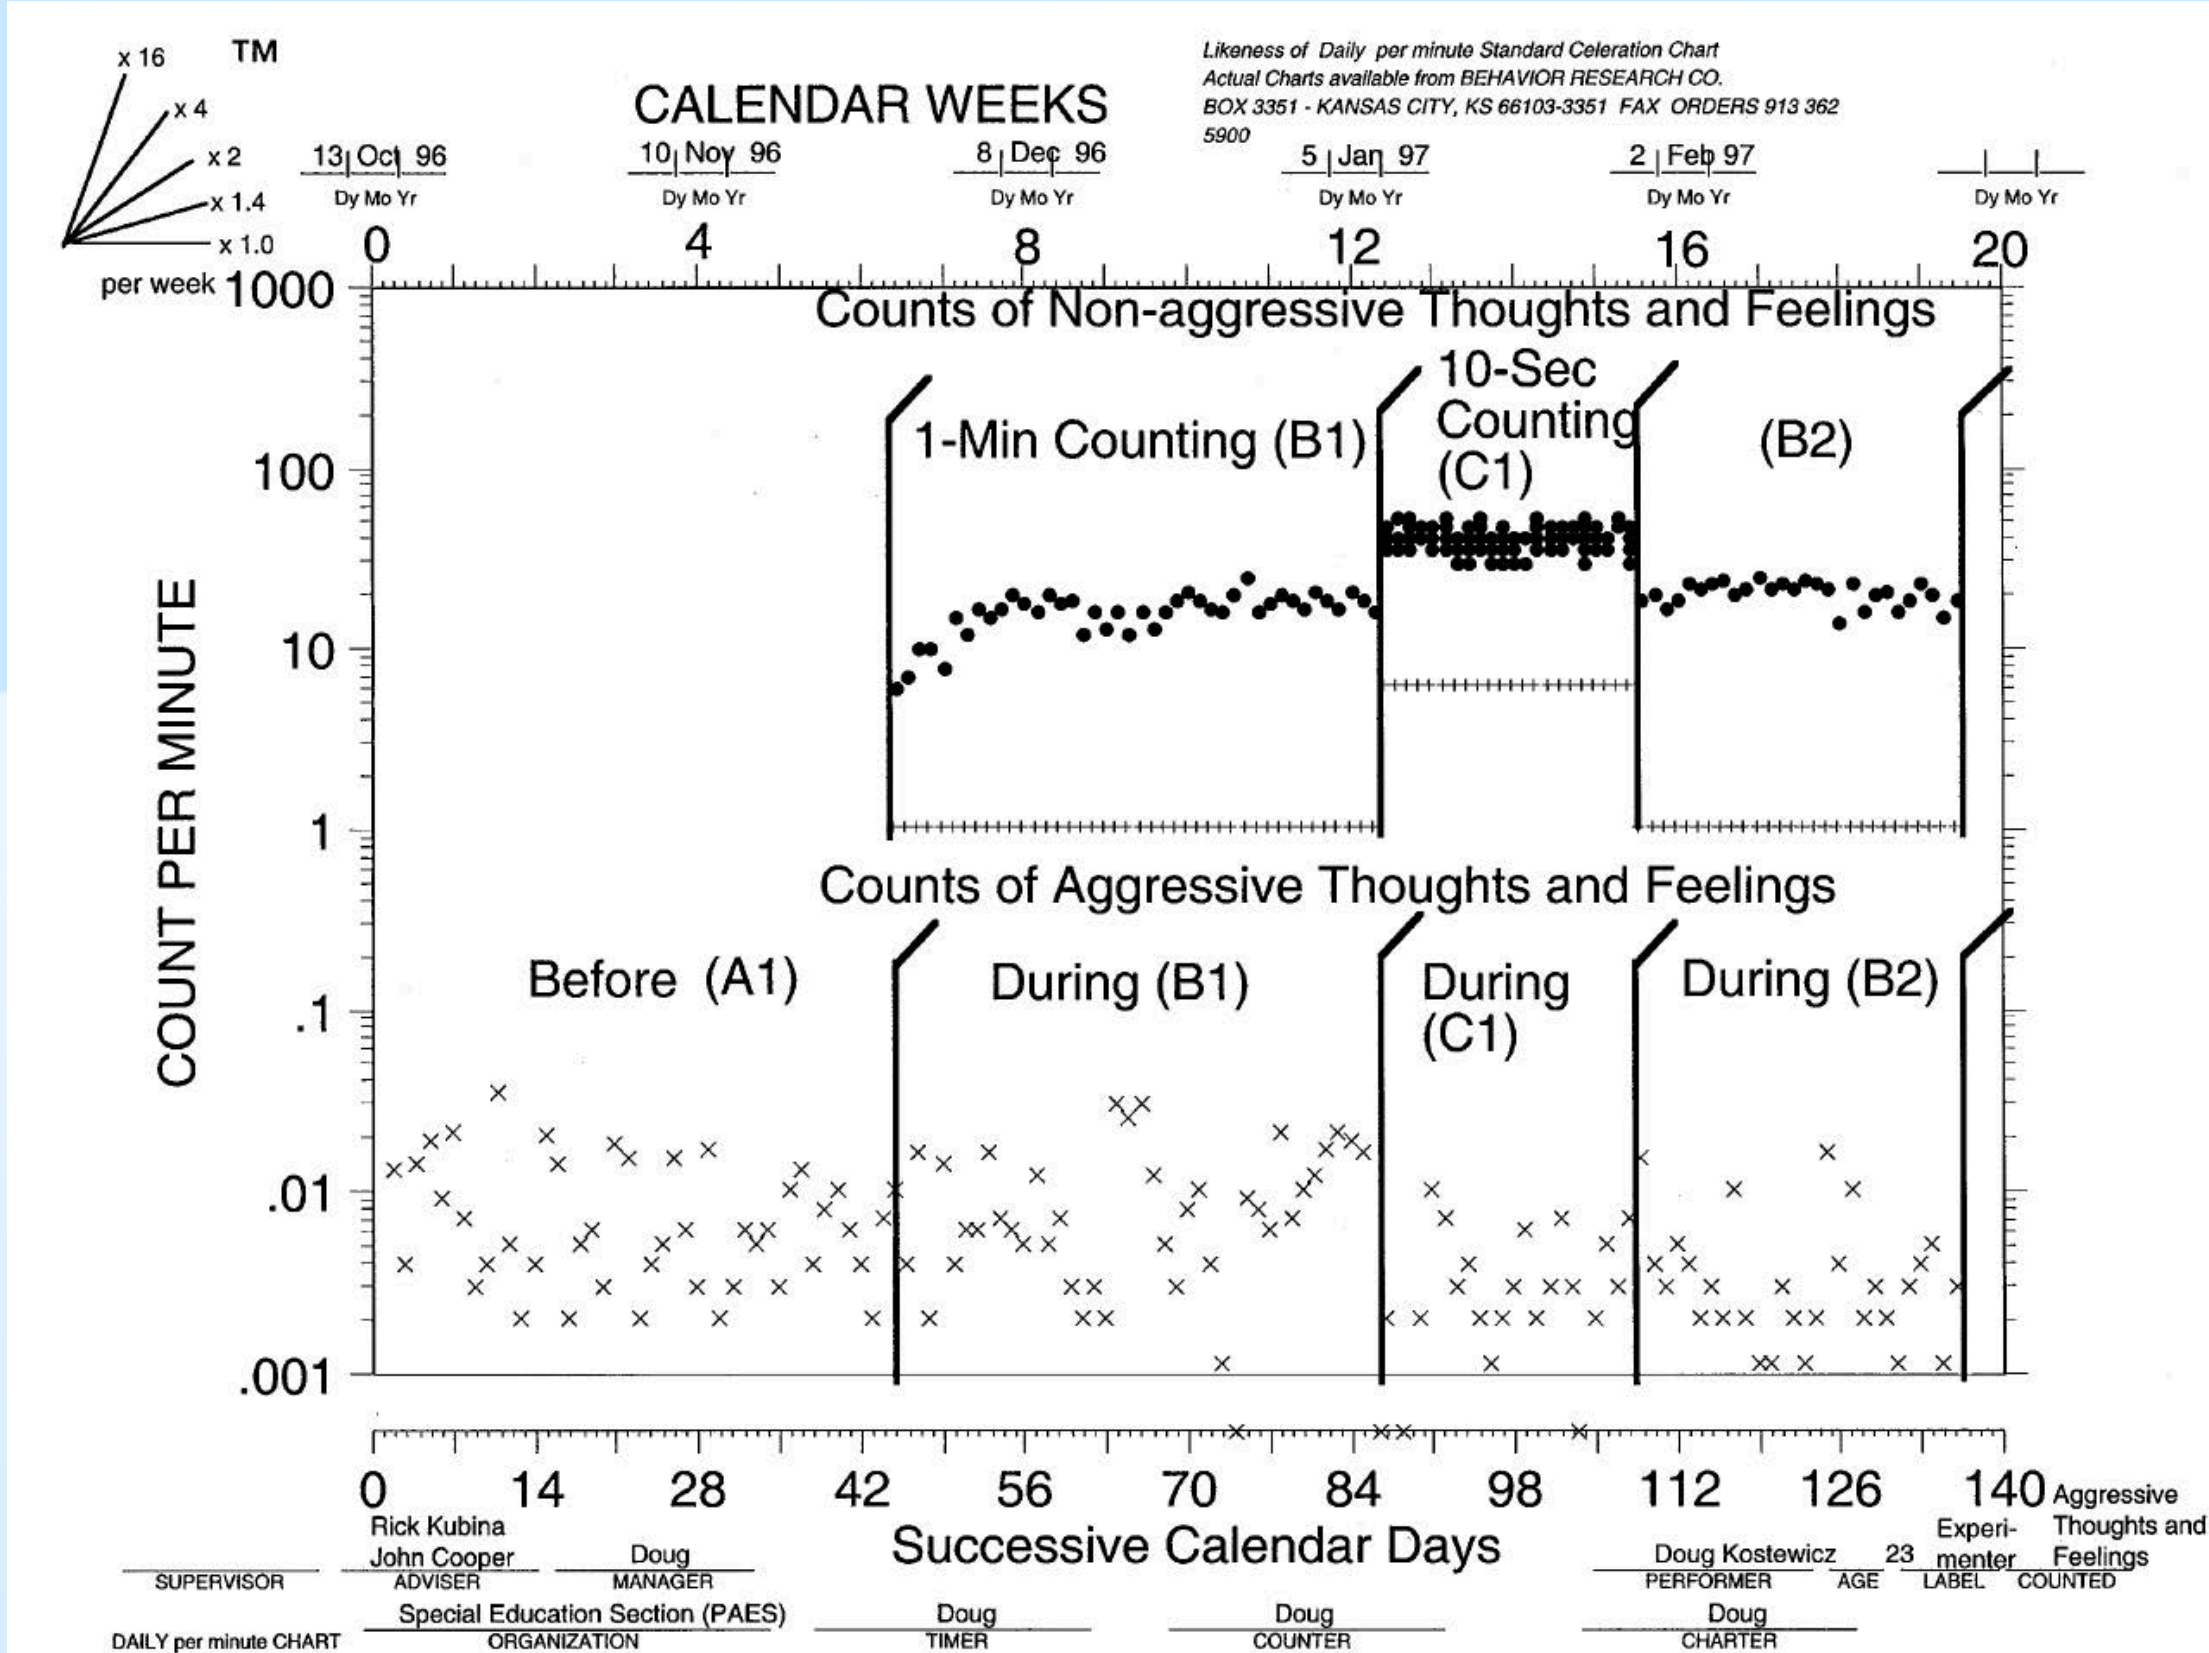 TM
x 16
x 4
x 2
x 1.4
x 1.0
per week
Likeness of Daily per minute Standard Celeration Chart
Actual Charts available from BEHAVIOR RESEARCH CO.
BOX 3351 - KANSAS CITY, KS 66103-3351 FAX ORDERS 913 362
5900
CALENDAR WEEKS
13 Oct 96 10 Nov 96 8 Dec 96 5 Jan 97 2 Feb 97
Dy Mo Yr Dy Mo Yr Dy Mo Yr Dy Mo Yr Dy Mo Yr Dy Mo Yr
0 4 8 12 16 20
COUNT PER MINUTE
1000
100
10
1
.1
.01
.001
Counts of Non-aggressive Thoughts and Feelings
1-Min Counting (B1)
10-Sec
Counting
(C1)
(B2)
Counts of Aggressive Thoughts and Feelings
Before (A1)
During (B1)
During
(C1)
During (B2)
0 14 28 42 56 70 84 98 112 126 140
Successive Calendar Days
SUPERVISOR
Rick Kubina
John Cooper
ADVISER
Doug
MANAGER
Doug Kostewicz
PERFORMER
23
AGE
Experi-
menter
LABEL
Aggressive
Thoughts and
Feelings
COUNTED
DAILY per minute CHART
Special Education Section (PAES)
ORGANIZATION
Doug
TIMER
Doug
COUNTER
Doug
CHARTER